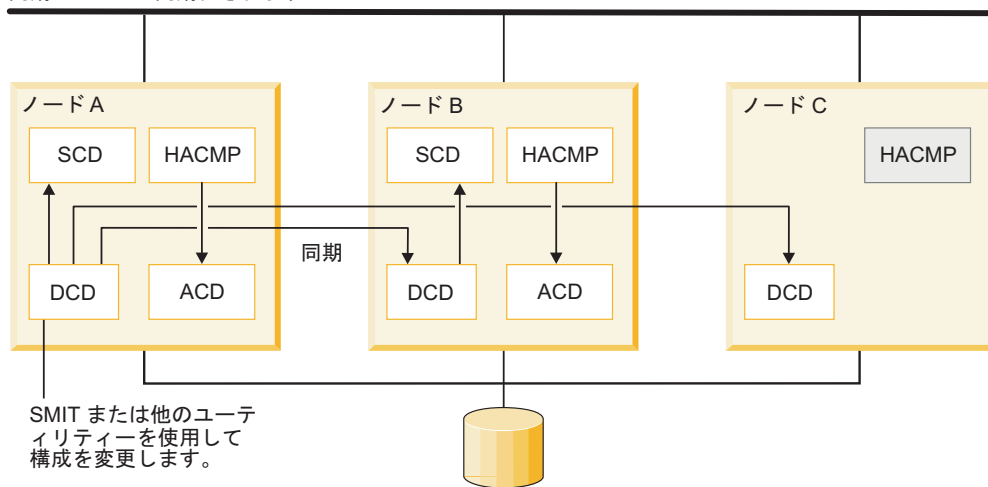 ノード A
ノード B
ノード C
SCD
HACMP
SCD
HACMP
HACMP
同期
DCD
ACD
DCD
ACD
DCD
SMIT または他のユーテ
ィリティーを使用して
構成を変更します。